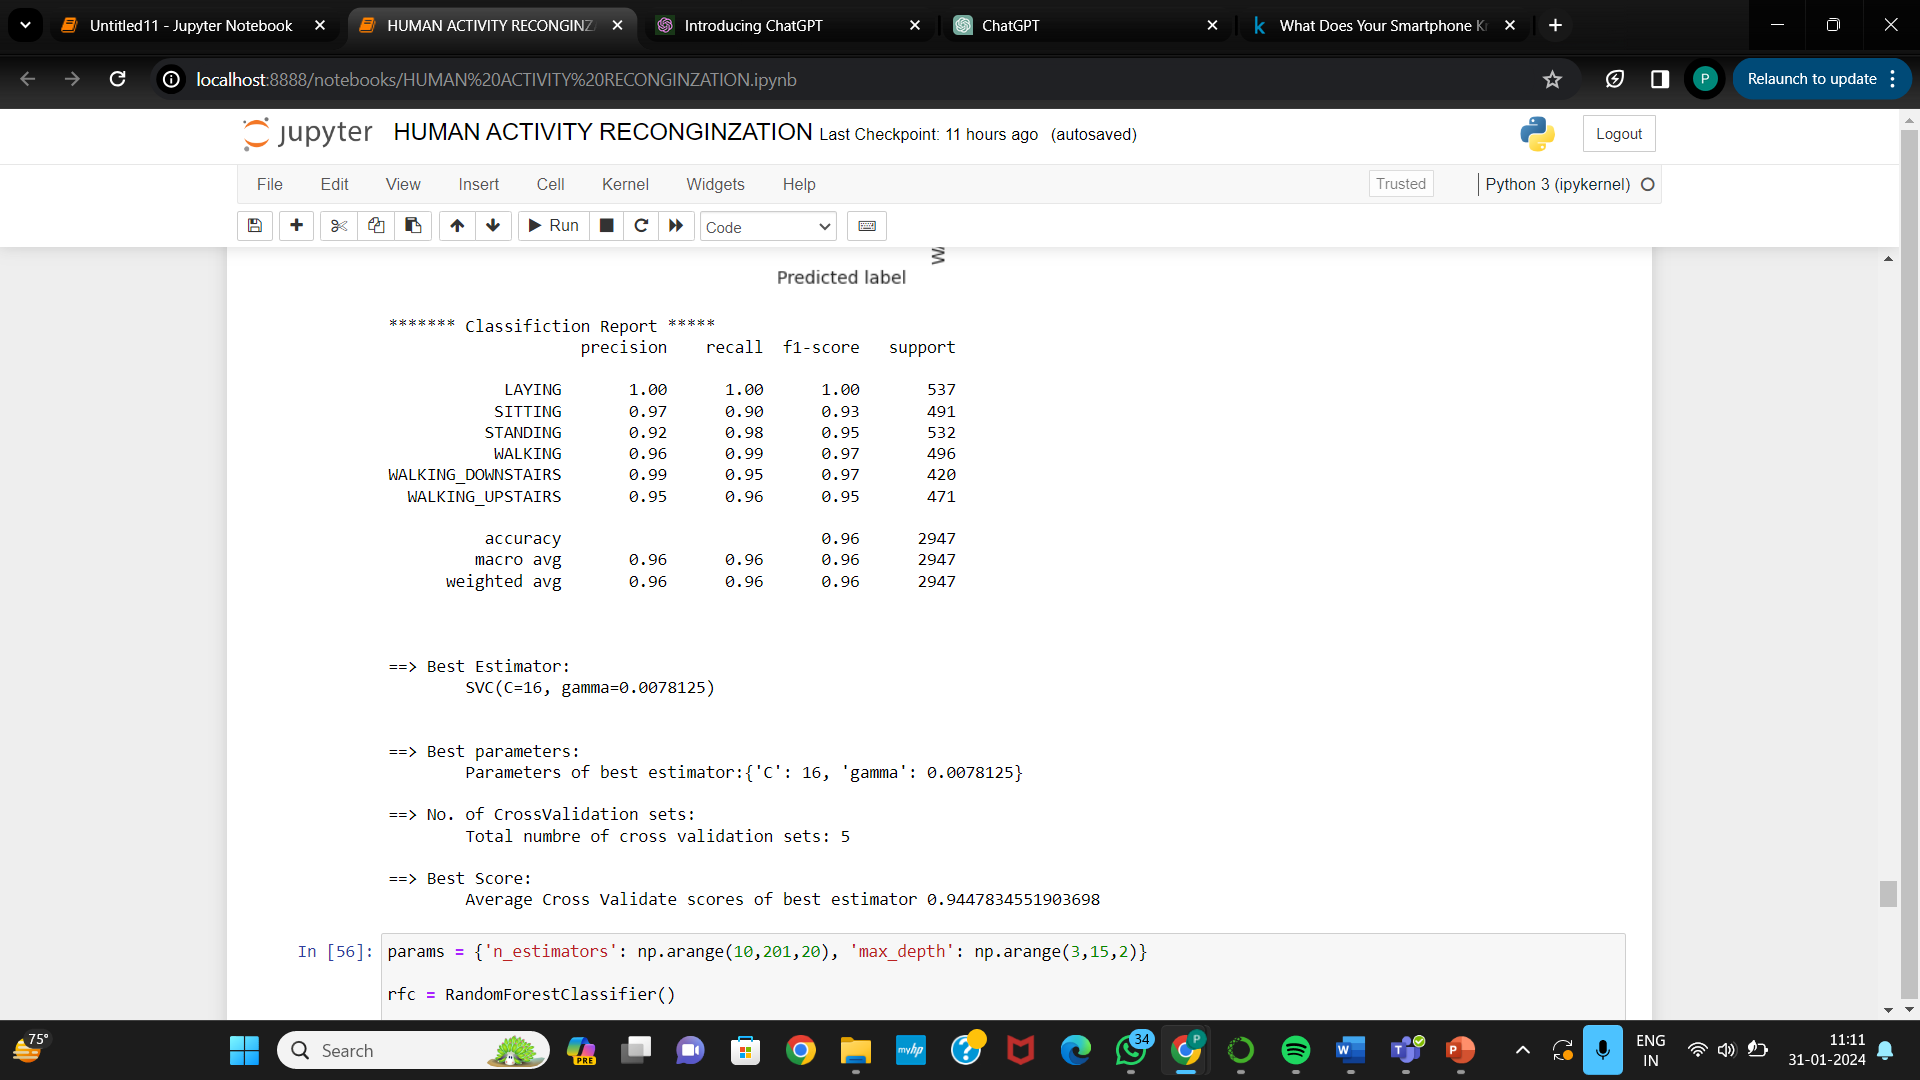 Untitled11 - Jupyter Notebook
HUMAN ACTIVITY RECONGINZA
Introducing ChatGPT
ChatGPT
k What Does Your Smartphone Kn
localhost:8888/notebooks/HUMAN%20ACTIVITY%20RECONGINZATION.ipynb
P
Relaunch to update
jupyter HUMAN ACTIVITY RECONGINZATION Last Checkpoint: 11 hours ago (autosaved)
Logout
File Edit View Insert Cell Kernel Widgets Help
Trusted
Python 3 (ipykernel)
Run
Code
W
Predicted label
******* Classifiction Report *****
precision recall f1-score support
LAYING 1.00 1.00 1.00 537
SITTING 0.97 0.90 0.93 491
STANDING 0.92 0.98 0.95 532
WALKING 0.96 0.99 0.97 496
WALKING_DOWNSTAIRS 0.99 0.95 0.97 420
WALKING_UPSTAIRS 0.95 0.96 0.95 471
accuracy 0.96 2947
macro avg 0.96 0.96 0.96 2947
weighted avg 0.96 0.96 0.96 2947
==> Best Estimator:
SVC(C=16, gamma=0.0078125)
==> Best parameters:
Parameters of best estimator:{'C': 16, 'gamma': 0.0078125}
==> No. of CrossValidation sets:
Total numbre of cross validation sets: 5
==> Best Score:
Average Cross Validate scores of best estimator 0.9447834551903698
In [56]: params = {'n_estimators': np.arange(10,201,20), 'max_depth': np.arange(3,15,2)}
rfc = RandomForestClassifier()
75°
Search
PRE
myhp
34
P
W
P
ENG
IN
11:11
31-01-2024